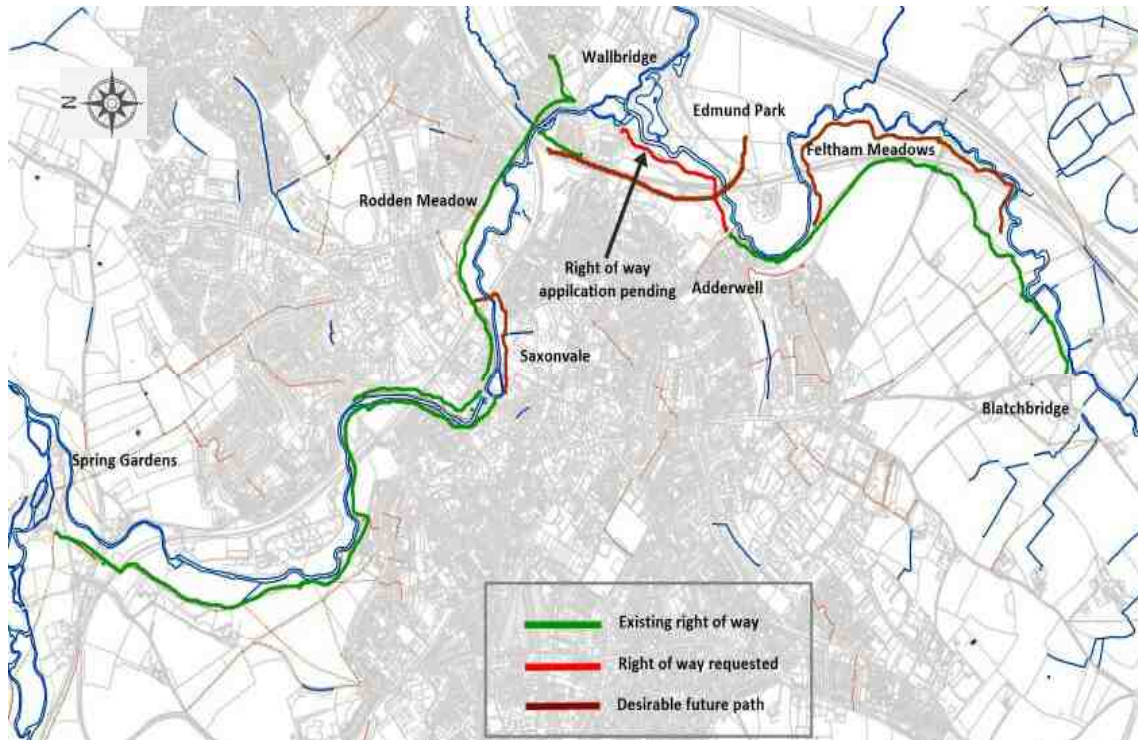 Wallbridge
Edmund Park
N
Feltham Meadows
Rodden Meadow
Right of way
appilcation pending
Adderwell
Saxonvale
Blatchbridge
Spring Gardens
Existing right of way
Right of way requested
Desirable future path